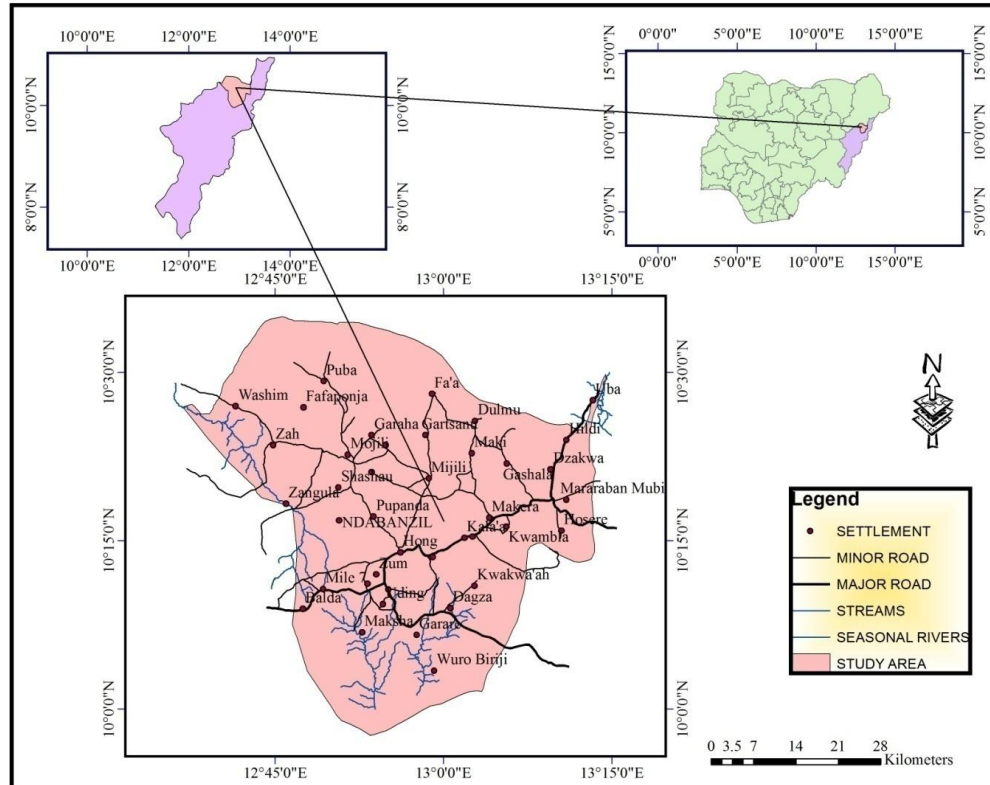 10°0'0"E 12°0'0"E 14°0'0"E
10°0'0"N
8°0'0"N
10°0'0"N
8°0'0"N
10°0'0"E 12°0'0"E 14°0'0"E
0°0'0" 5°0'0"E 10°0'0"E 15°0'0"E
15°0'0"N
10°0'0"N
5°0'0"N
15°0'0"N
10°0'0"N
5°0'0"N
0°0'0" 5°0'0"E 10°0'0"E 15°0'0"E
12°45'0"E 13°0'0"E 13°15'0"E
10°30'0"N
10°15'0"N
10°0'0"N
10°30'0"N
10°15'0"N
10°0'0"N
Puba
Fa'a
Washim
Fafaponja
Dulmu
Garaha
Gartsanu
Hildi
Zah
Mojili
Maki
Dzakwa
Shashau
Mijili
Gashala
Zangula
Mararaban Mubi
Pupanda
Makera
NDABANZIL
Hosere
Kala'a
Kwambla
Hong
Zum
Mile 7
Kwakwa'ah
Balda
Uding
Dagza
Maksha
Garare
Wuro Biriji
12°45'0"E 13°0'0"E 13°15'0"E
N
Legend
SETTLEMENT
MINOR ROAD
MAJOR ROAD
STREAMS
SEASONAL RIVERS
STUDY AREA
0 3.5 7 14 21 28
Kilometers